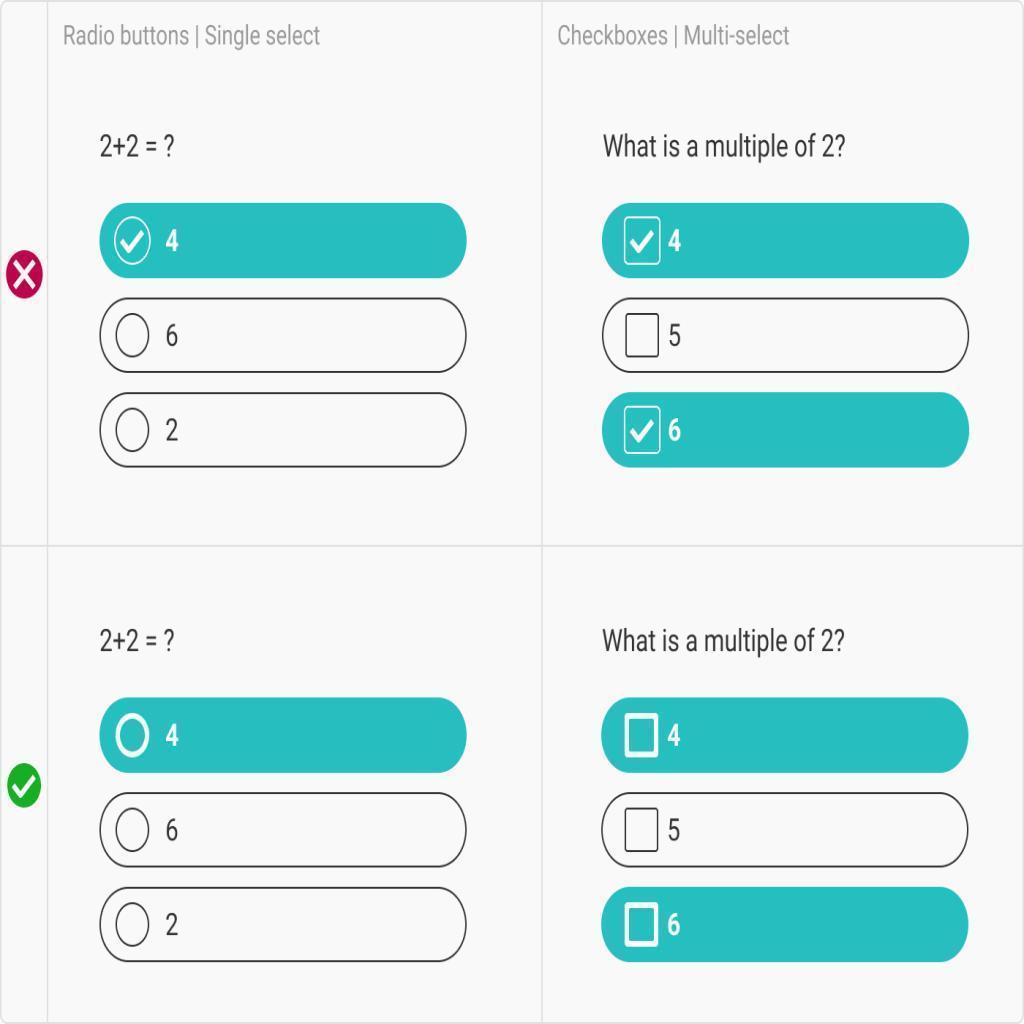 Radio buttons | Single select
Checkboxes | Multi-select
2+2 = ?
4
6
2
What is a multiple of 2?
4
5
6
2+2 = ?
4
6
2
What is a multiple of 2?
4
5
6